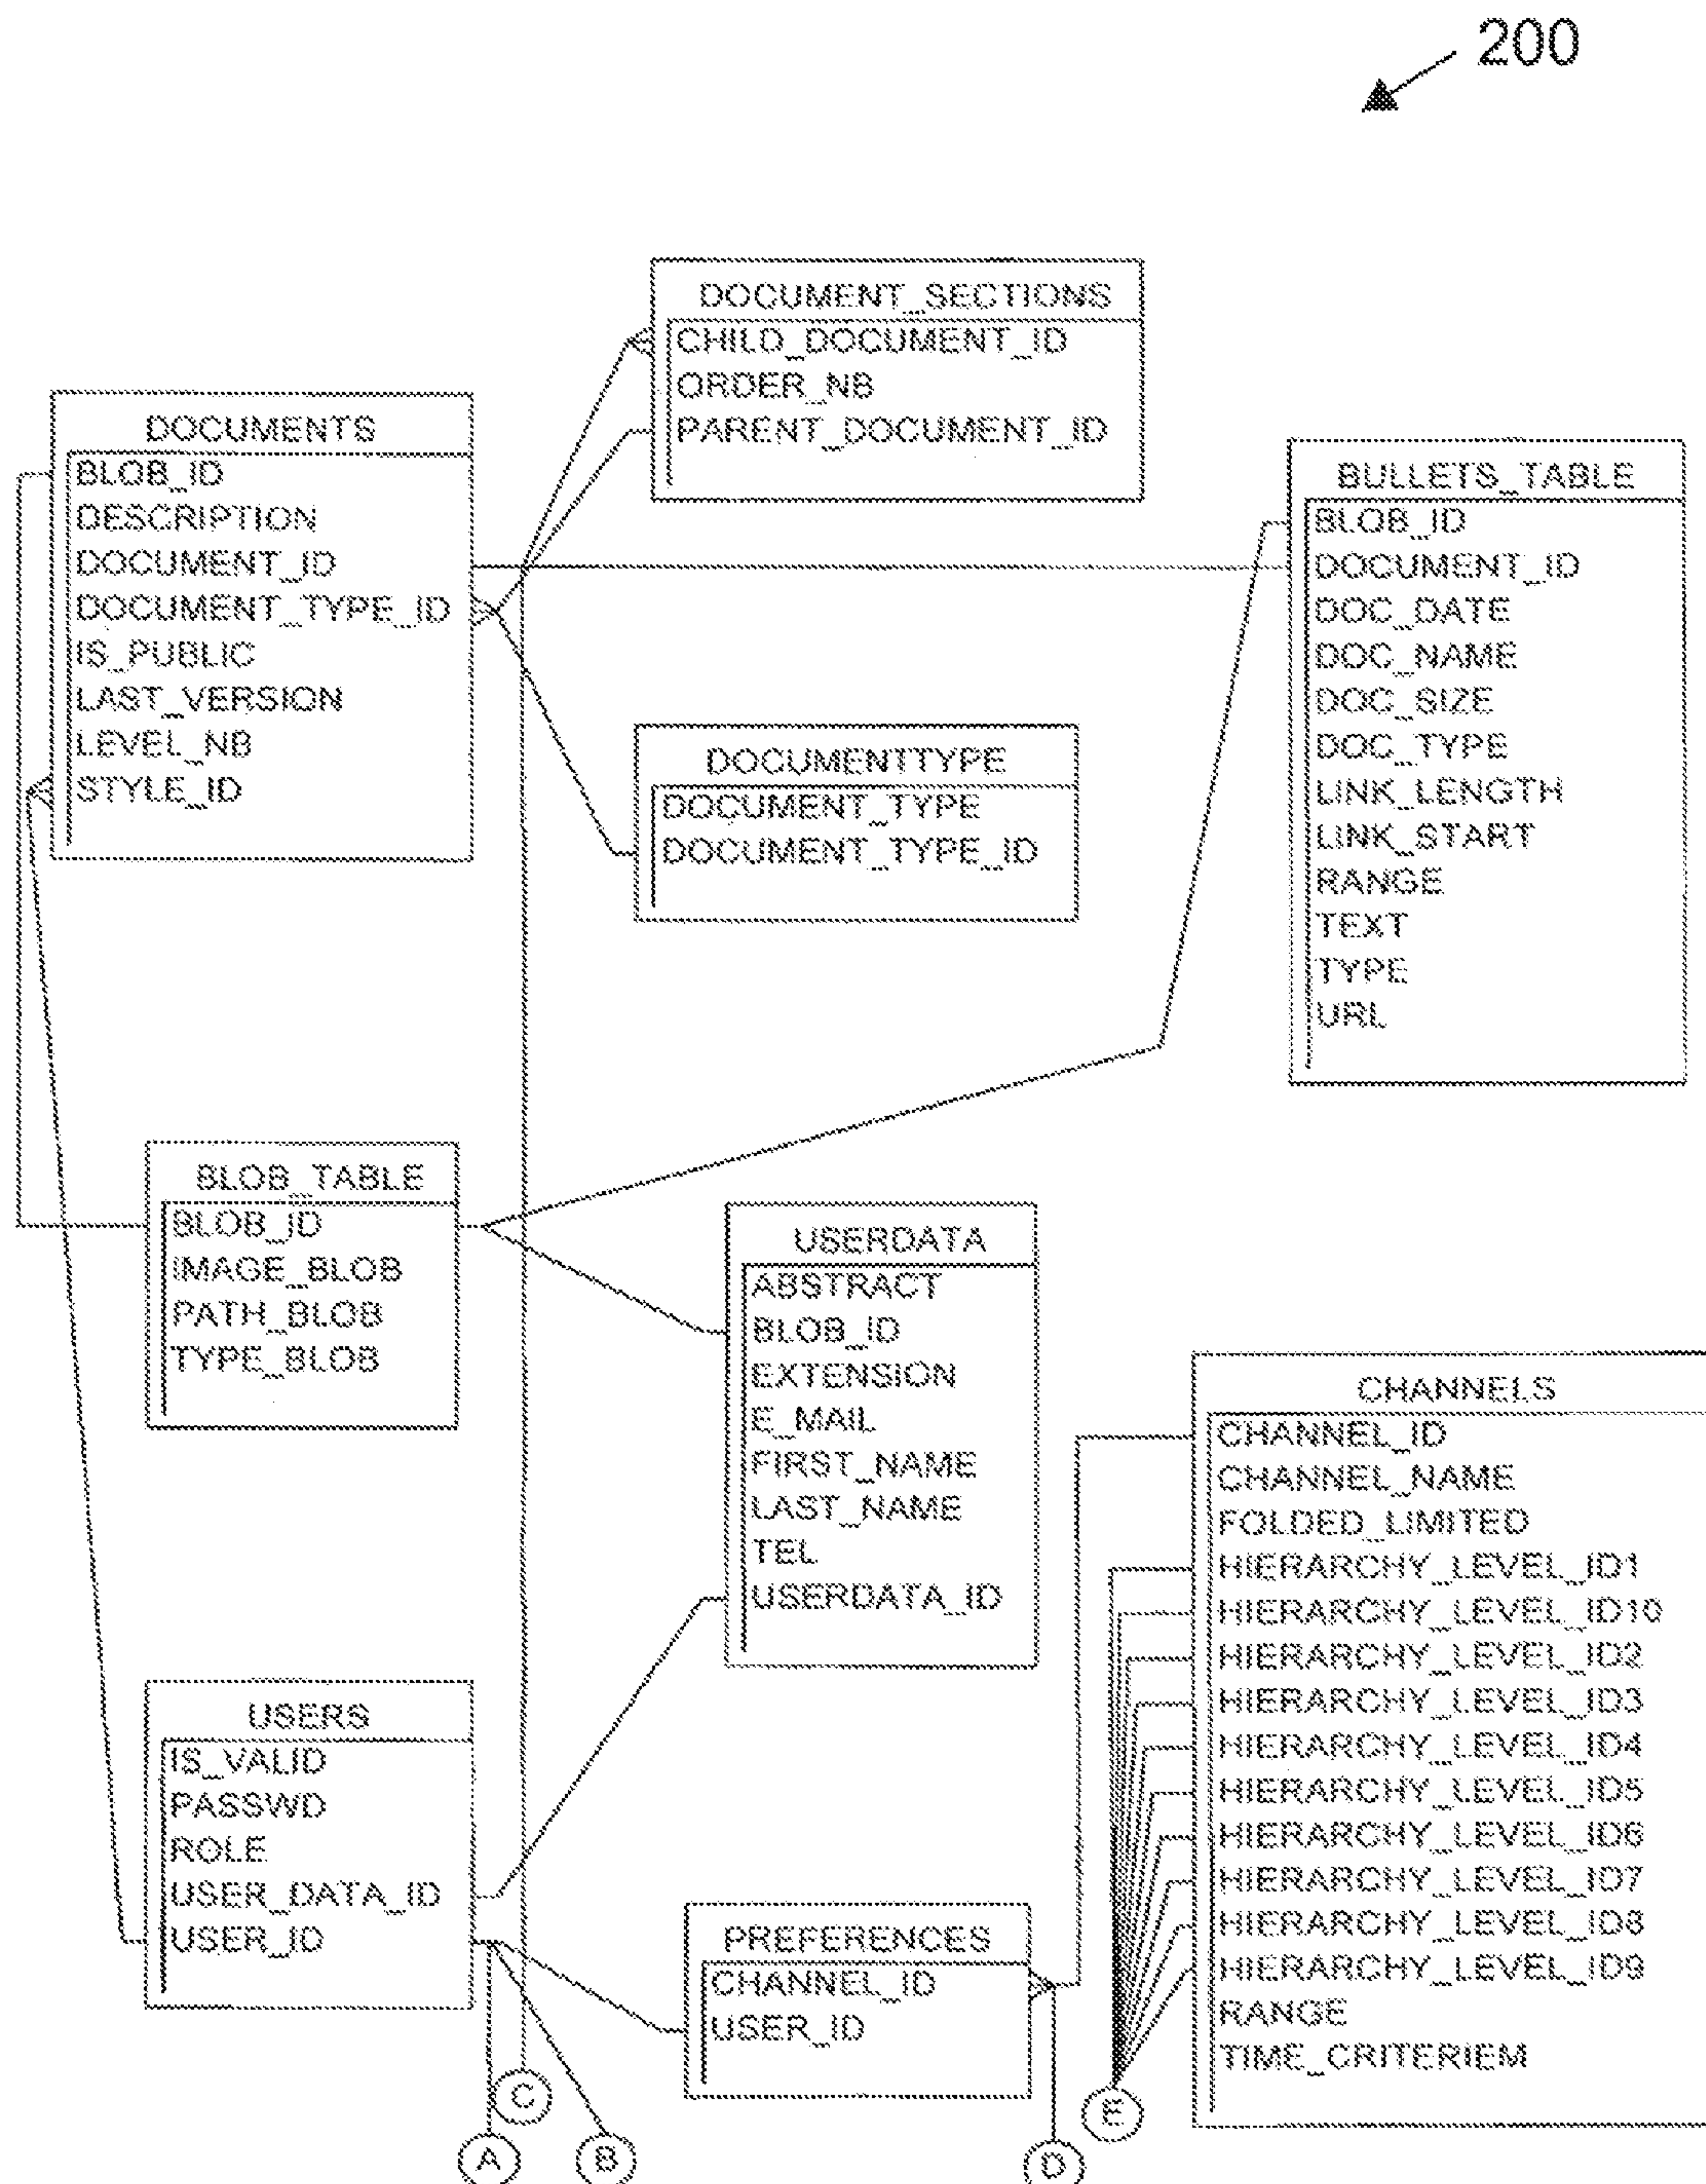 200
DOCUMENT_SECTIONS
CHILD_DOCUMENT_ID
ORDER_NB
PARENT_DOCUMENT_ID
DOCUMENTS
BLOB_ID
DESCRIPTION
DOCUMENT_ID
DOCUMENT_TYPE_ID
IS_PUBLIC
LAST_VERSION
LEVEL_NB
STYLE_ID
BULLETS_TABLE
BLOB_ID
DOCUMENT_ID
DOC_DATE
DOC_NAME
DOC_SIZE
DOC_TYPE
LINK_LENGTH
LINK_START
RANGE
TEXT
TYPE
URL
DOCUMENTTYPE
DOCUMENT_TYPE
DOCUMENT_TYPE_ID
BLOB_TABLE
BLOB_ID
IMAGE_BLOB
PATH_BLOB
TYPE_BLOB
USERDATA
ABSTRACT
BLOB_ID
EXTENSION
E_MAIL
FIRST_NAME
LAST_NAME
TEL
USERDATA_ID
CHANNELS
CHANNEL_ID
CHANNEL_NAME
FOLDED_LIMITED
HIERARCHY_LEVEL_ID1
HIERARCHY_LEVEL_ID10
HIERARCHY_LEVEL_ID2
HIERARCHY_LEVEL_ID3
HIERARCHY_LEVEL_ID4
HIERARCHY_LEVEL_ID5
HIERARCHY_LEVEL_ID6
HIERARCHY_LEVEL_ID7
HIERARCHY_LEVEL_ID8
HIERARCHY_LEVEL_ID9
RANGE
TIME_CRITERIEM
USERS
IS_VALID
PASSWD
ROLE
USER_DATA_ID
USER_ID
PREFERENCES
CHANNEL_ID
USER_ID
C
E
A
B
D